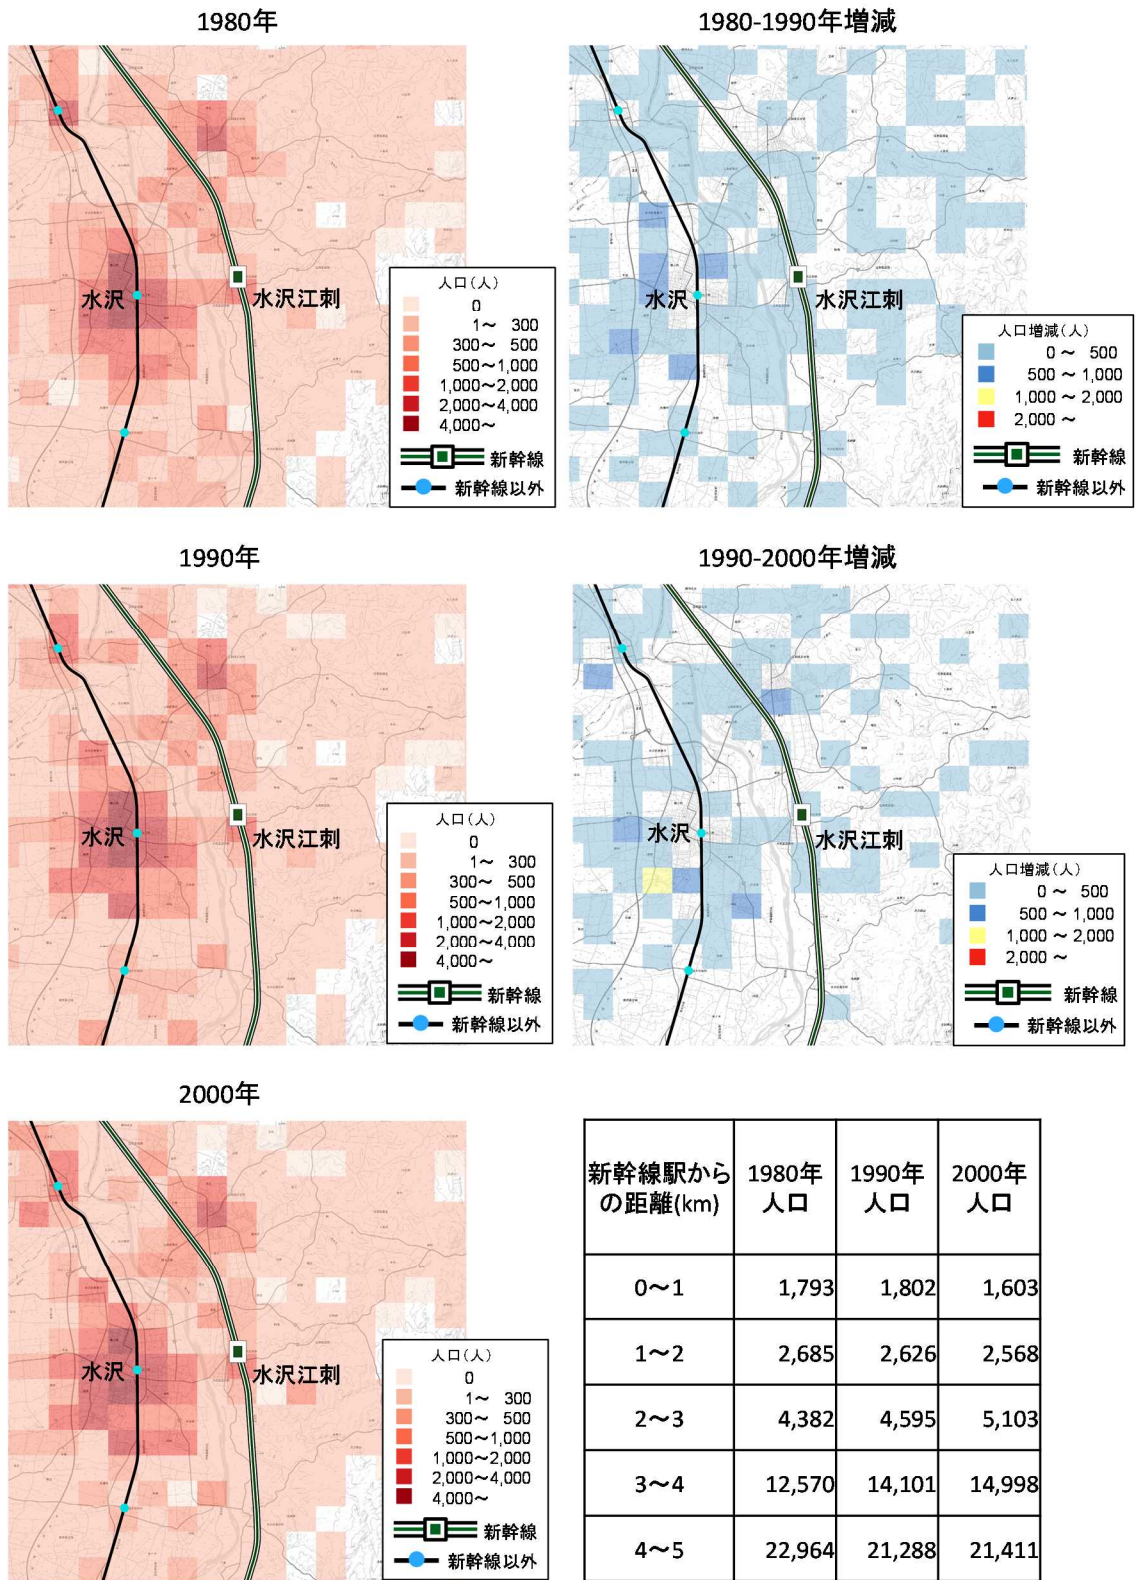 1980年
水沢
水沢江刺
人口(人)
0
1～ 300
300～ 500
500～1,000
1,000～2,000
2,000～4,000
4,000～
新幹線
新幹線以外
1980-1990年増減
水沢
水沢江刺
人口増減(人)
0 ～ 500
500 ～ 1,000
1,000 ～ 2,000
2,000 ～
新幹線
新幹線以外
1990年
水沢
水沢江刺
人口(人)
0
1～ 300
300～ 500
500～1,000
1,000～2,000
2,000～4,000
4,000～
新幹線
新幹線以外
1990-2000年増減
水沢
水沢江刺
人口増減(人)
0 ～ 500
500 ～ 1,000
1,000 ～ 2,000
2,000 ～
新幹線
新幹線以外
2000年
水沢
水沢江刺
人口(人)
0
1～ 300
300～ 500
500～1,000
1,000～2,000
2,000～4,000
4,000～
新幹線
新幹線以外
新幹線駅からの距離(km) 1980年人口 1990年人口 2000年人口
0～1 1,793 1,802 1,603
1～2 2,685 2,626 2,568
2～3 4,382 4,595 5,103
3～4 12,570 14,101 14,998
4～5 22,964 21,288 21,411